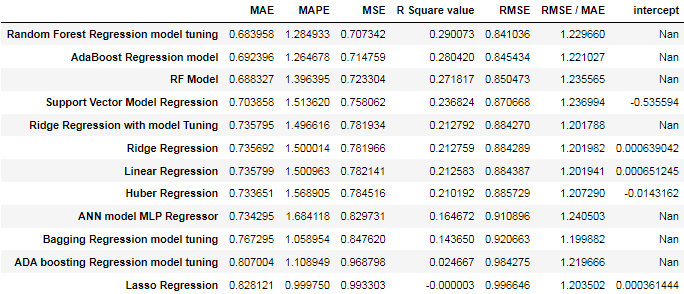 MAE MAPE MSE R Square value RMSE RMSE / MAE intercept
Random Forest Regression model tuning 0.683958 1.284933 0.707342 0.290073 0.841036 1.229660 Nan
AdaBoost Regression model 0.692396 1.264678 0.714759 0.280420 0.845434 1.221027 Nan
RF Model 0.688327 1.396395 0.723304 0.271817 0.850473 1.235565 Nan
Support Vector Model Regression 0.703858 1.513620 0.758062 0.236824 0.870668 1.236994 -0.535594
Ridge Regression with model Tuning 0.735795 1.496616 0.781934 0.212792 0.884270 1.201788 Nan
Ridge Regression 0.735692 1.500014 0.781966 0.212759 0.884289 1.201982 0.000639042
Linear Regression 0.735799 1.500963 0.782141 0.212583 0.884387 1.201941 0.000651245
Huber Regression 0.733651 1.568905 0.784516 0.210192 0.885729 1.207290 -0.0143162
ANN model MLP Regressor 0.734295 1.684118 0.829731 0.164672 0.910896 1.240503 Nan
Bagging Regression model tuning 0.767295 1.058954 0.847620 0.143650 0.920663 1.199882 Nan
ADA boosting Regression model tuning 0.807004 1.108949 0.968798 0.024667 0.984275 1.219666 Nan
Lasso Regression 0.828121 0.999750 0.993303 -0.000003 0.996646 1.203502 0.000361444